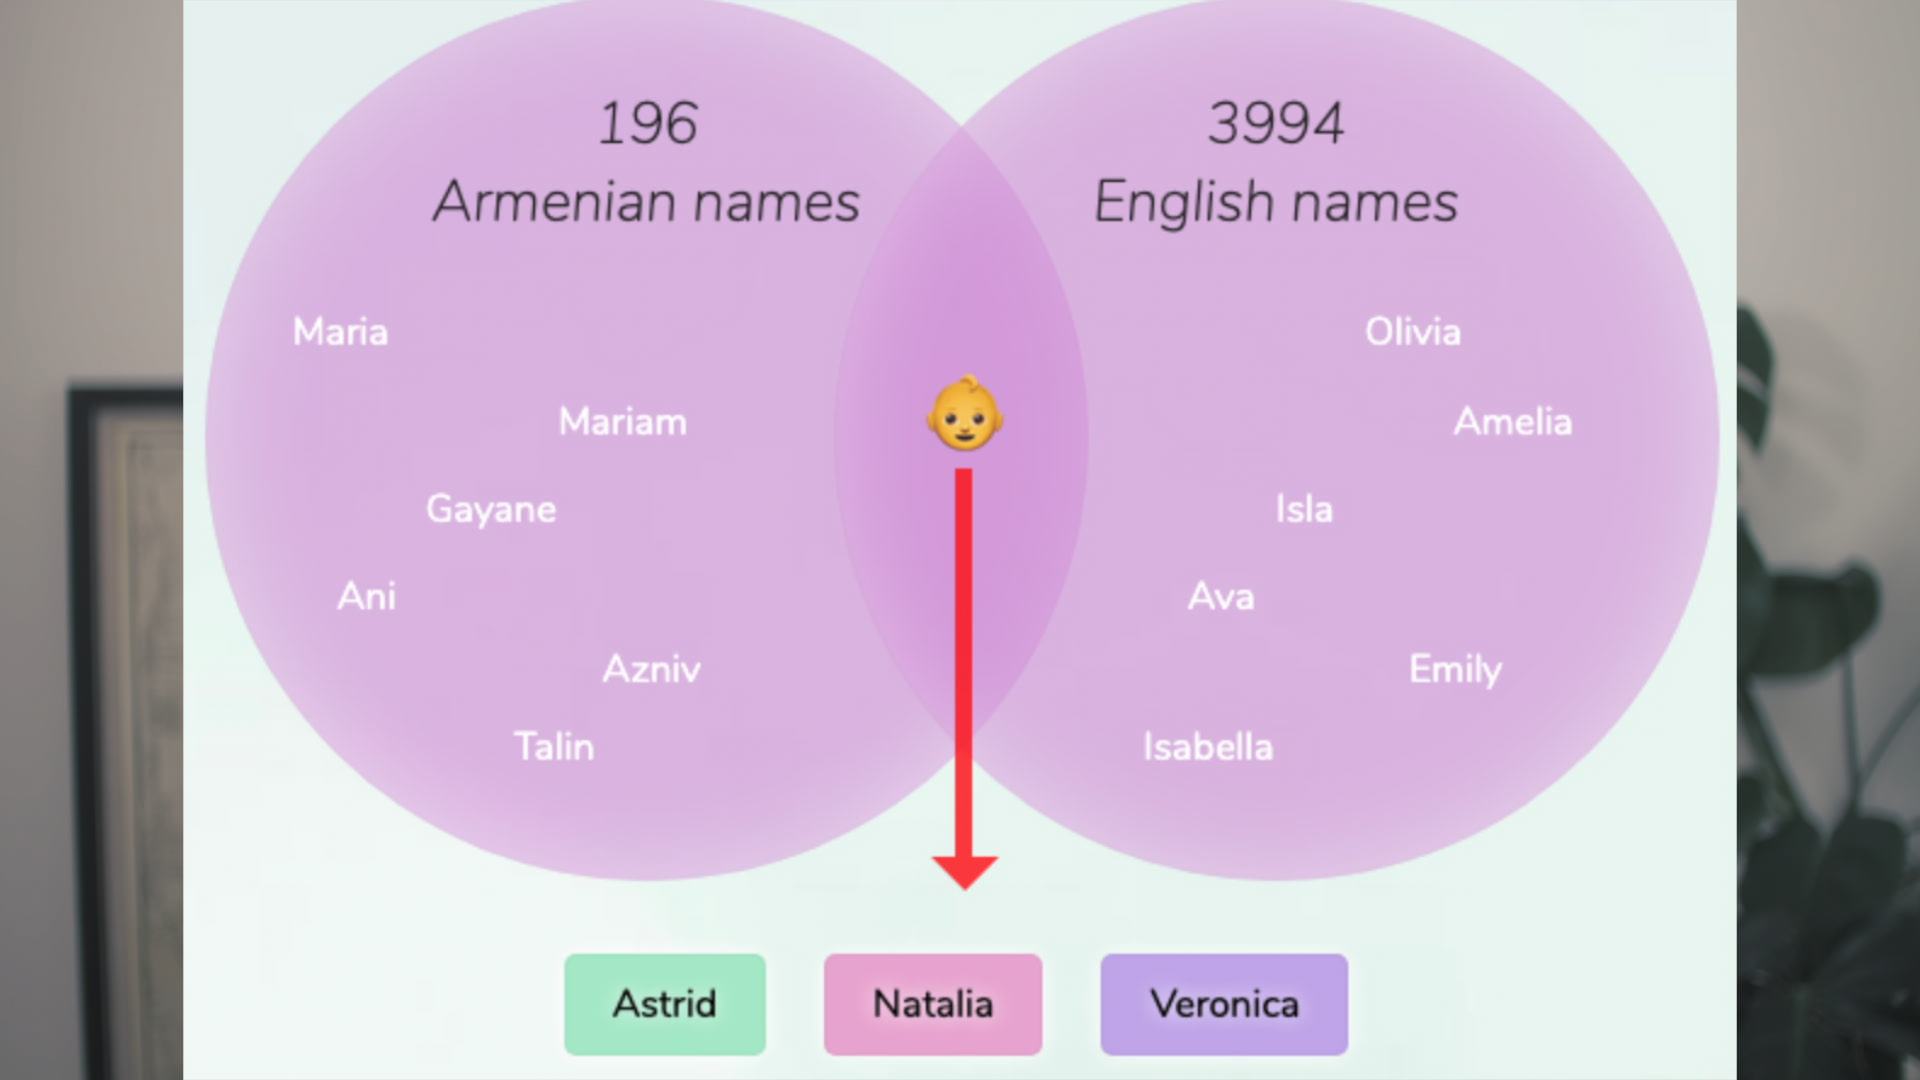 196
Armenian names
3994
English names
Maria
Olivia
Mariam
Amelia
Gayane
Isla
Ani
Ava
Azniv
Emily
Talin
Isabella
Astrid
Natalia
Veronica